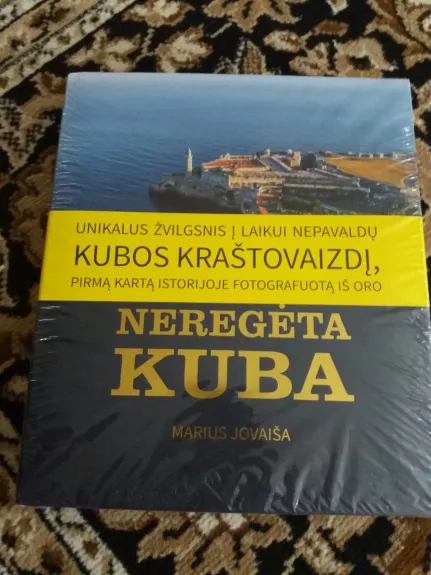 UNIKALUS ŽVILGSNIS Į LAIKUI NEPAVALDŲ
KUBOS KRAŠTOVAIZDĮ,
PIRMĄ KARTĄ ISTORIJOJE FOTOGRAFUOTĄ IŠ ORO
NEREGĖTA
KUBA
MARIUS JOVAIŠA